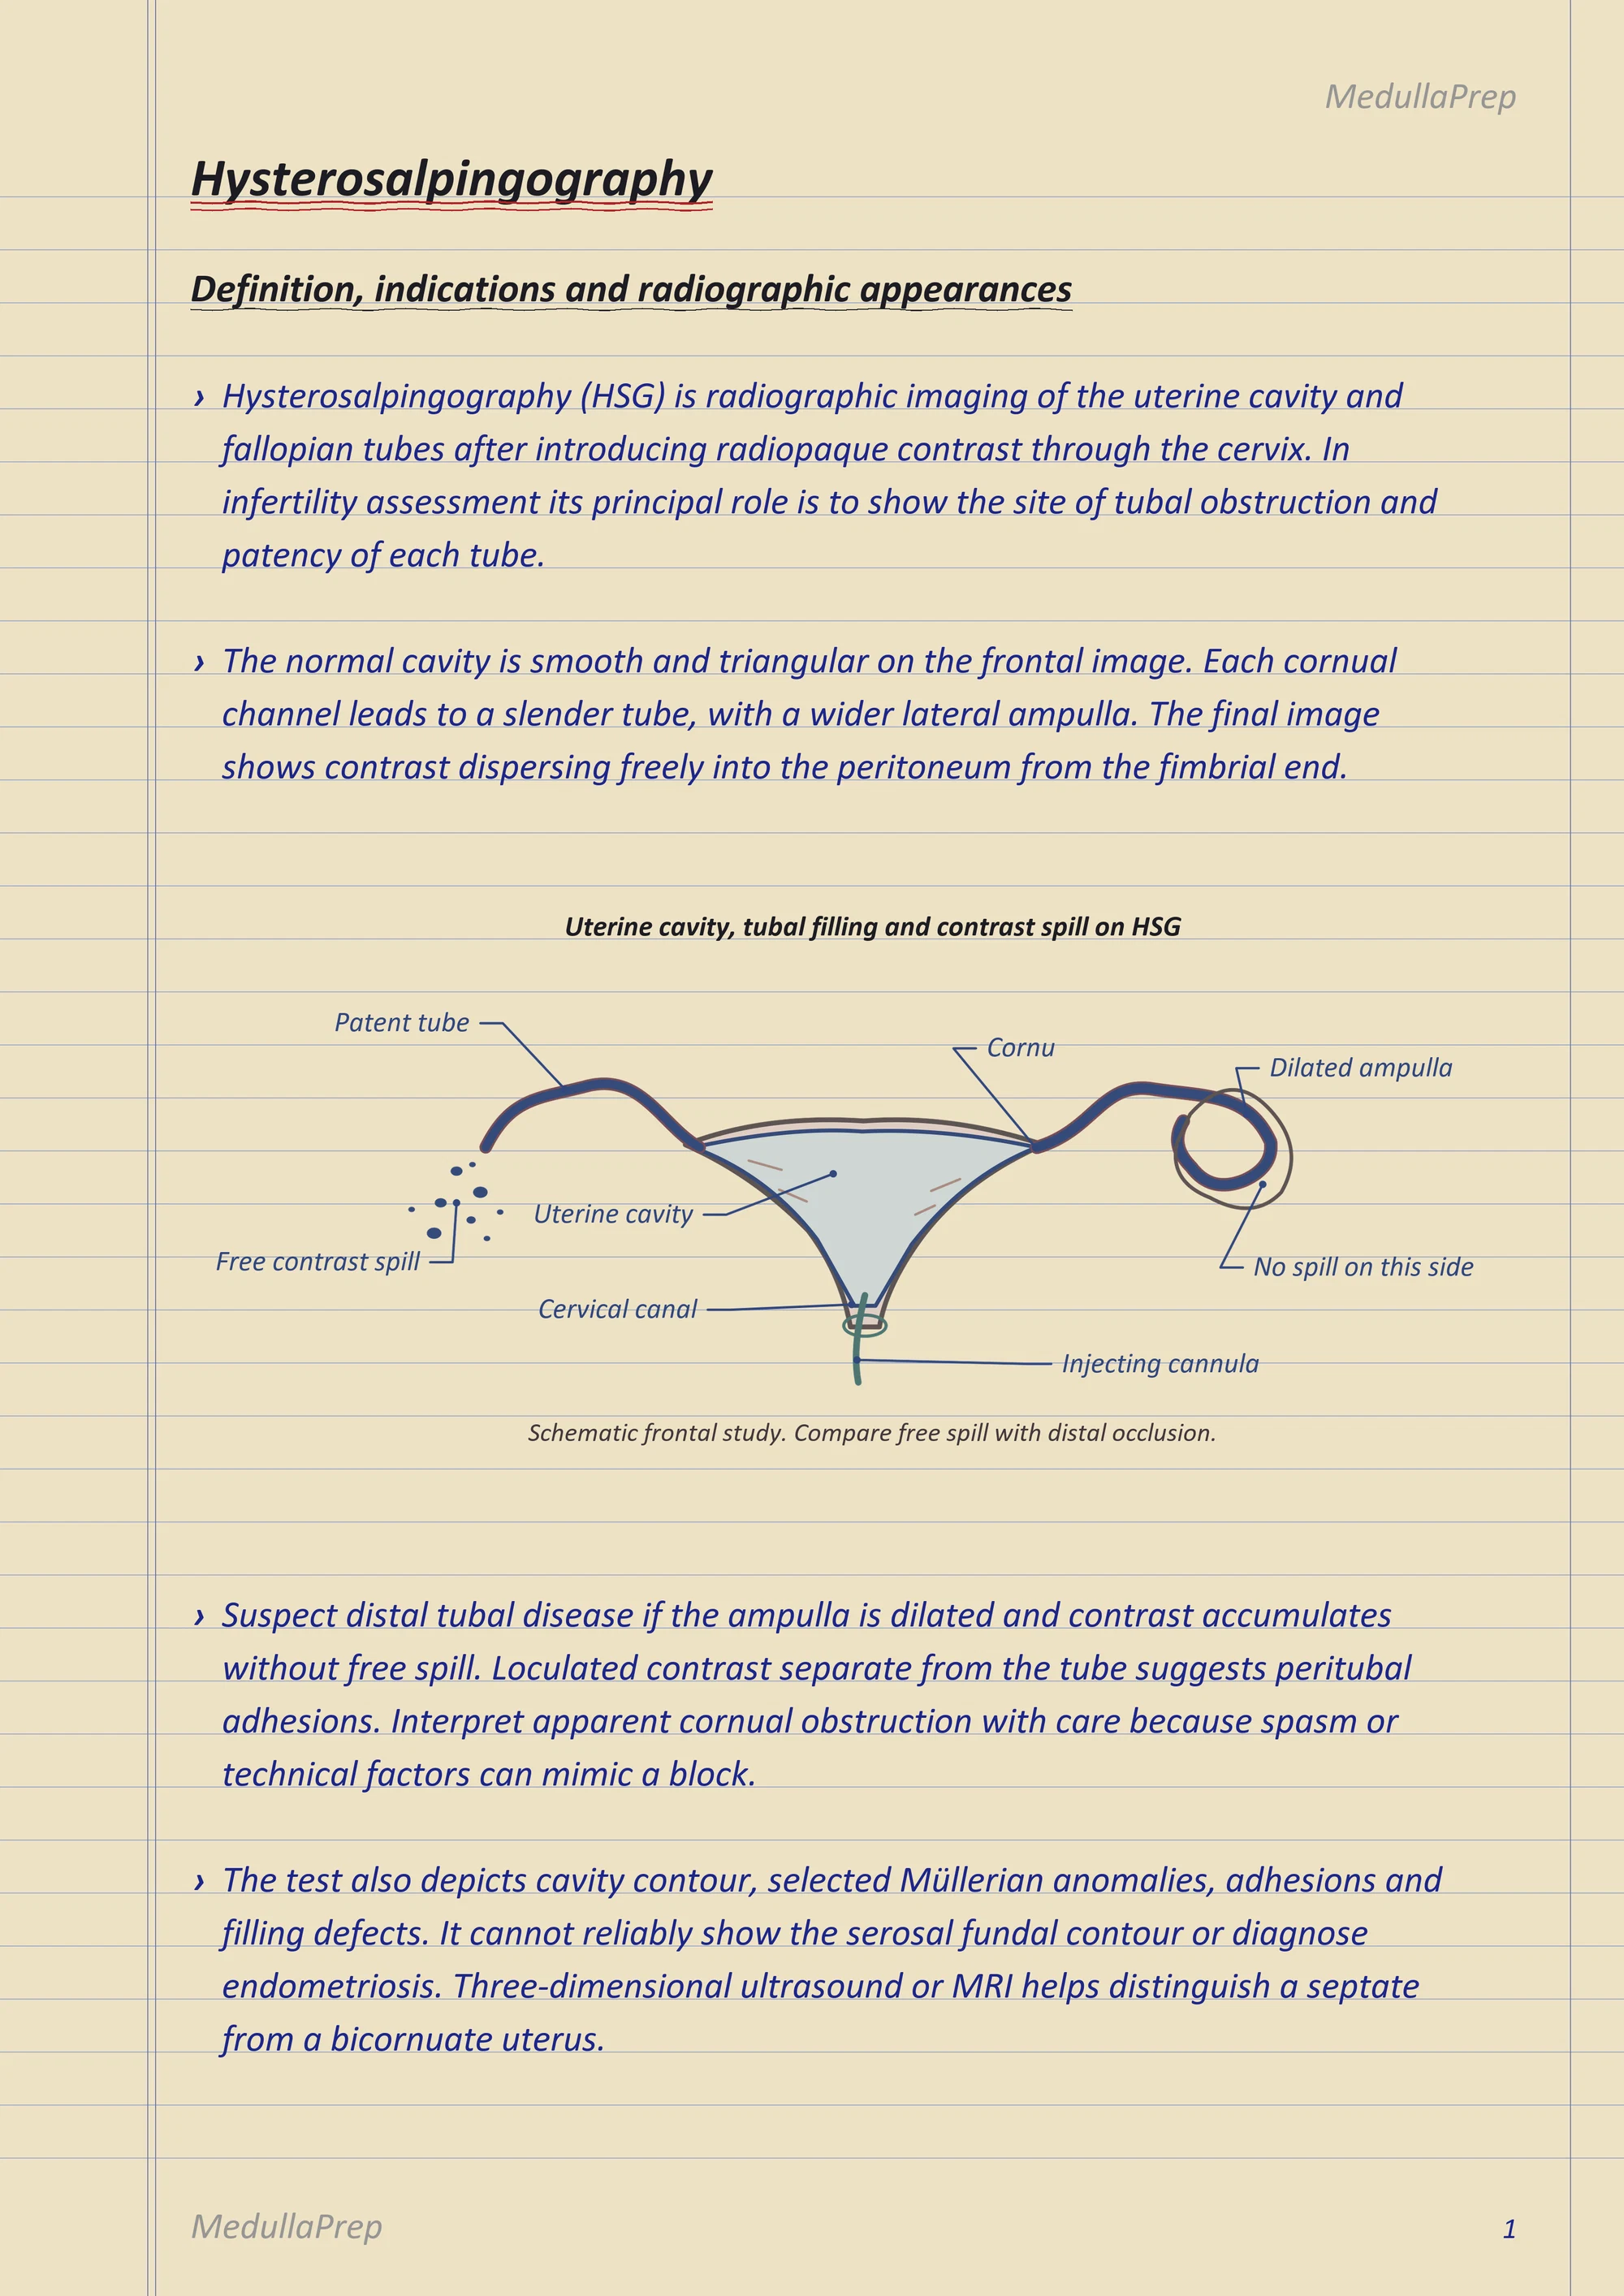 MedullaPrep
Hysterosalpingography
Definition, indications and radiographic appearances
› Hysterosalpingography (HSG) is radiographic imaging of the uterine cavity and
fallopian tubes after introducing radiopaque contrast through the cervix. In
infertility assessment its principal role is to show the site of tubal obstruction and
patency of each tube.
› The normal cavity is smooth and triangular on the frontal image. Each cornual
channel leads to a slender tube, with a wider lateral ampulla. The final image
shows contrast dispersing freely into the peritoneum from the fimbrial end.
Uterine cavity, tubal filling and contrast spill on HSG
Patent tube
Cornu
Dilated ampulla
Uterine cavity
Free contrast spill
No spill on this side
Cervical canal
Injecting cannula
Schematic frontal study. Compare free spill with distal occlusion.
› Suspect distal tubal disease if the ampulla is dilated and contrast accumulates
without free spill. Loculated contrast separate from the tube suggests peritubal
adhesions. Interpret apparent cornual obstruction with care because spasm or
technical factors can mimic a block.
› The test also depicts cavity contour, selected Müllerian anomalies, adhesions and
filling defects. It cannot reliably show the serosal fundal contour or diagnose
endometriosis. Three-dimensional ultrasound or MRI helps distinguish a septate
from a bicornuate uterus.
MedullaPrep
1